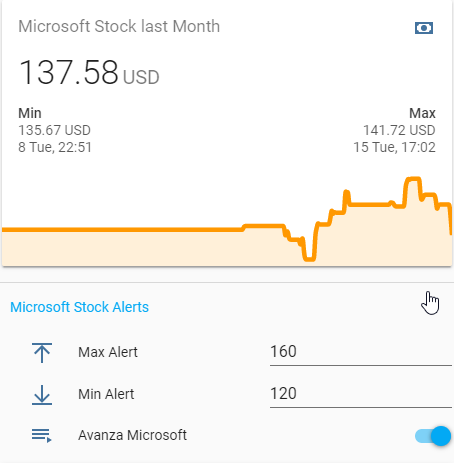 Microsoft Stock last Month
137.58 USD
Min Max
135.67 USD 141.72 USD
8 Tue, 22:51 15 Tue, 17:02
Microsoft Stock Alerts
Max Alert 160
Min Alert 120
Avanza Microsoft